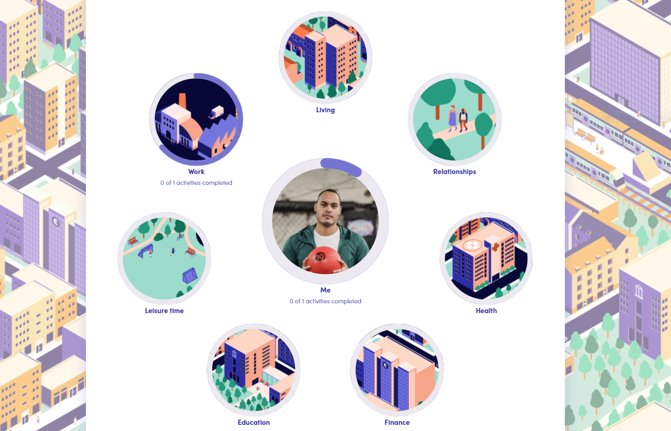 Living
Work
0 of 1 activities completed
Relationships
Me
0 of 1 activities completed
Leisure time
Health
Education
Finance